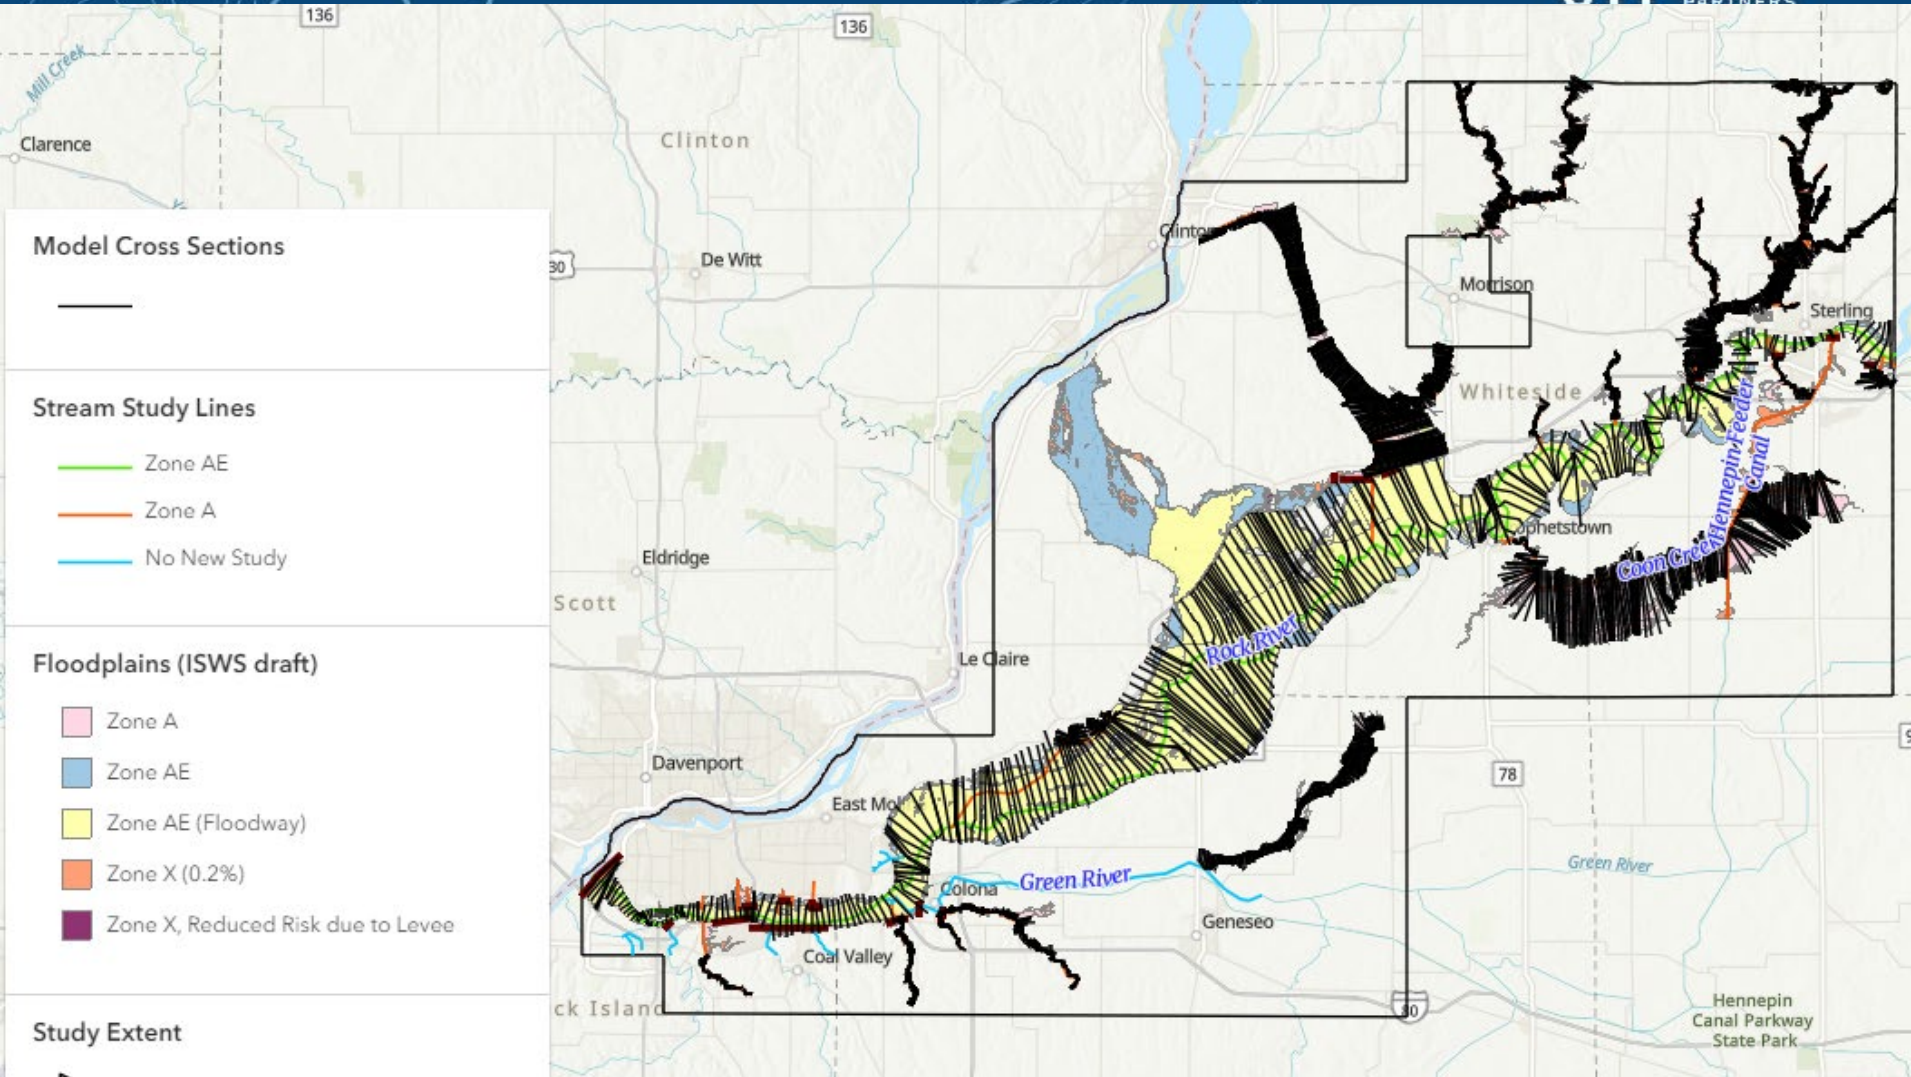 PARTNERS
136
136
Mill Creek
Clarence
Clinton
Clinton
De Witt
30
Morrison
Sterling
Whiteside
Hennepin Feeder
Canal
Coon Creek
Eldridge
Scott
Rock River
Le Claire
Davenport
78
Green River
Green River
Colona
Geneseo
Coal Valley
80
Hennepin
Canal Parkway
State Park
Model Cross Sections
Stream Study Lines
Zone AE
Zone A
No New Study
Floodplains (ISWS draft)
Zone A
Zone AE
Zone AE (Floodway)
Zone X (0.2%)
Zone X, Reduced Risk due to Levee
Study Extent